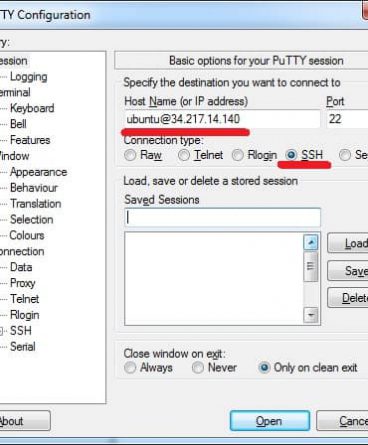 TTY Configuration
ry:
ession
Logging
erminal
Keyboard
Bell
Features
indow
Appearance
Behaviour
Translation
Selection
Colours
onnection
Data
Proxy
Telnet
Rlogin
SSH
Serial
Basic options for your PuTTY session
Specify the destination you want to connect to
Host Name (or IP address) Port
ubuntu@34.217.14.140 22
Connection type:
Raw Telnet Rlogin SSH Se
Load, save or delete a stored session
Saved Sessions
Load
Save
Delete
Close window on exit:
Always Never Only on clean exit
About Open Cance